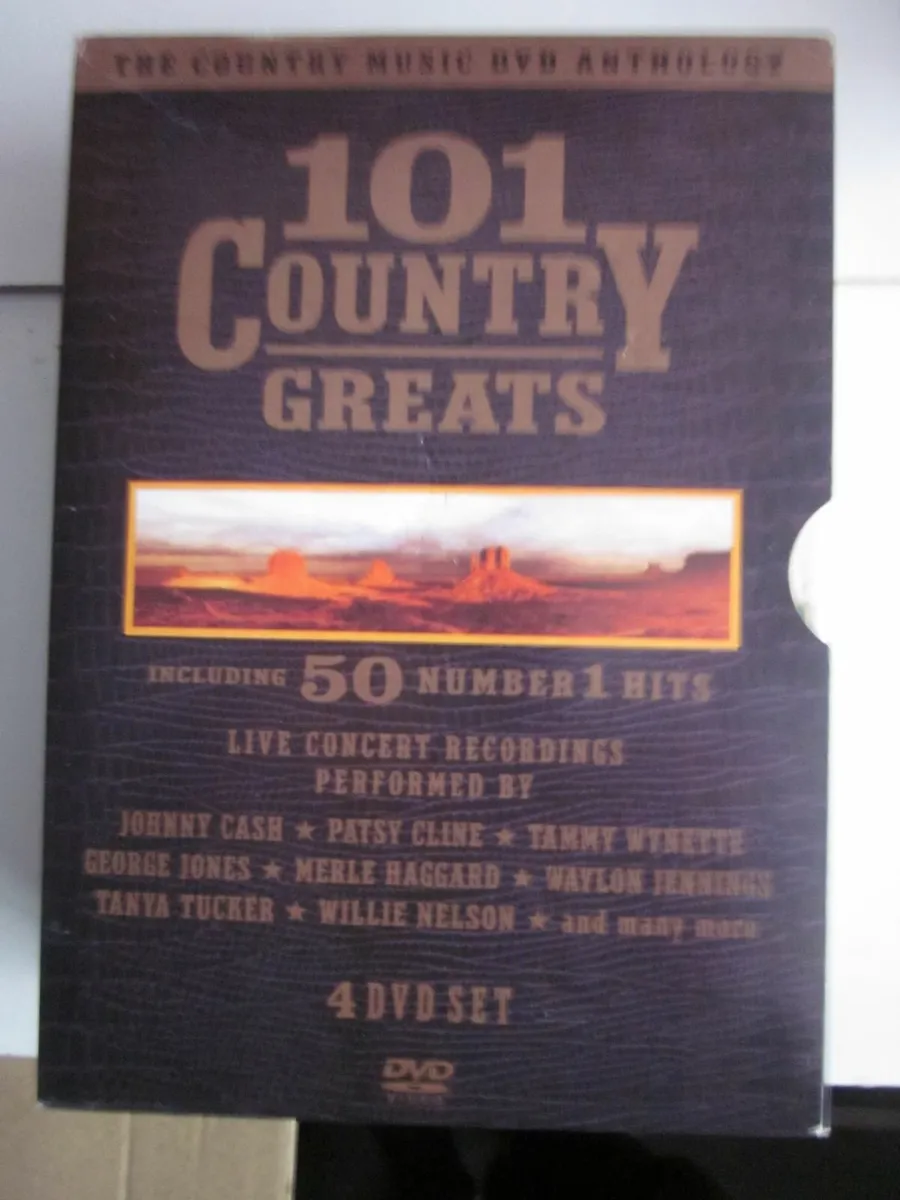 THE COUNTRY MUSIC DVD ANTHOLOGY
101
COUNTRY
GREATS
INCLUDING 50 NUMBER 1 HITS
LIVE CONCERT RECORDINGS
PERFORMED BY
JOHNNY CASH ★ PATSY CLINE ★ TAMMY WYNETTE
GEORGE JONES ★ MERLE HAGGARD ★ WAYLON JENNINGS
TANYA TUCKER ★ WILLIE NELSON ★ and many more
4 DVD SET
DVD
VIDEO